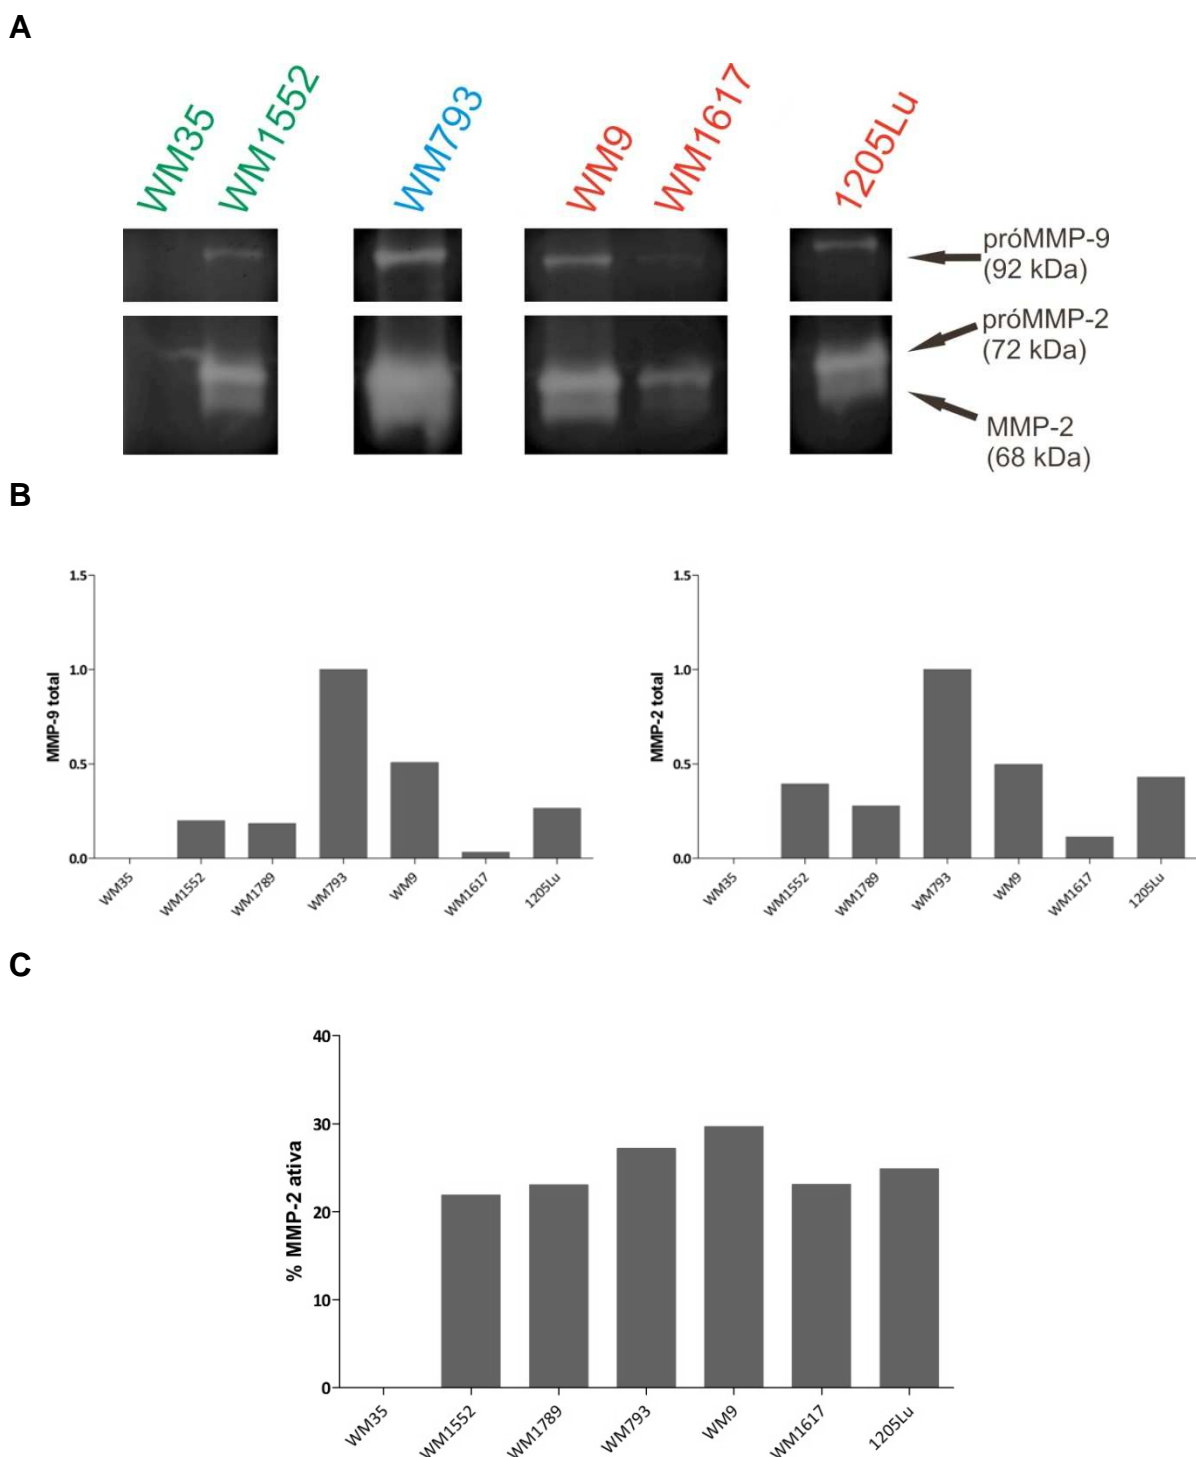 A
WM35
WM1552
WM793
WM9
WM1617
1205Lu
próMMP-9
(92 kDa)
próMMP-2
(72 kDa)
MMP-2
(68 kDa)
B
1.5
1.0
0.5
0.0
MMP-9 total
WM35
WM1552
WM1789
WM793
WM9
WM1617
1205Lu
1.5
1.0
0.5
0.0
MMP-2 total
WM35
WM1552
WM1789
WM793
WM9
WM1617
1205Lu
C
40
30
20
10
0
% MMP-2 ativa
WM35
WM1552
WM1789
WM793
WM9
WM1617
1205Lu